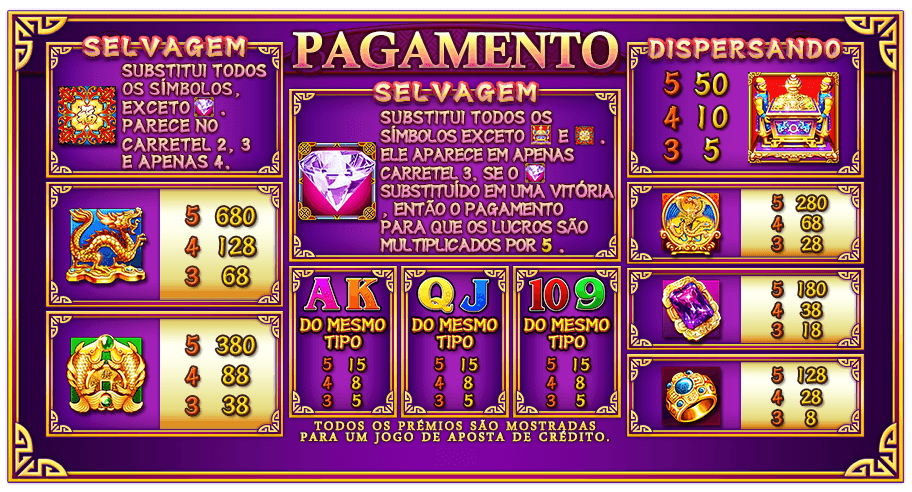 PAGAMENTO
SELVAGEM
SUBSTITUI TODOS
OS SÍMBOLOS,
EXCETO .
PARECE NO
CARRETEL 2, 3
E APENAS 4.
5 680
4 128
3 68
5 380
4 88
3 38
SELVAGEM
SUBSTITUI TODOS OS
SÍMBOLOS EXCETO E .
ELE APARECE EM APENAS
CARRETEL 3, SE O
SUBSTITUÍDO EM UMA VITÓRIA
, ENTÃO O PAGAMENTO
PARA QUE OS LUCROS SÃO
MULTIPLICADOS POR 5 .
A K
DO MESMO
TIPO
5 15
4 8
3 5
Q J
DO MESMO
TIPO
5 15
4 8
3 5
10 9
DO MESMO
TIPO
5 15
4 8
3 5
TODOS OS PRÉMIOS SÃO MOSTRADAS
PARA UM JOGO DE APOSTA DE CRÉDITO.
DISPERSANDO
5 50
4 10
3 5
5 280
4 68
3 28
5 180
4 38
3 18
5 128
4 28
3 8